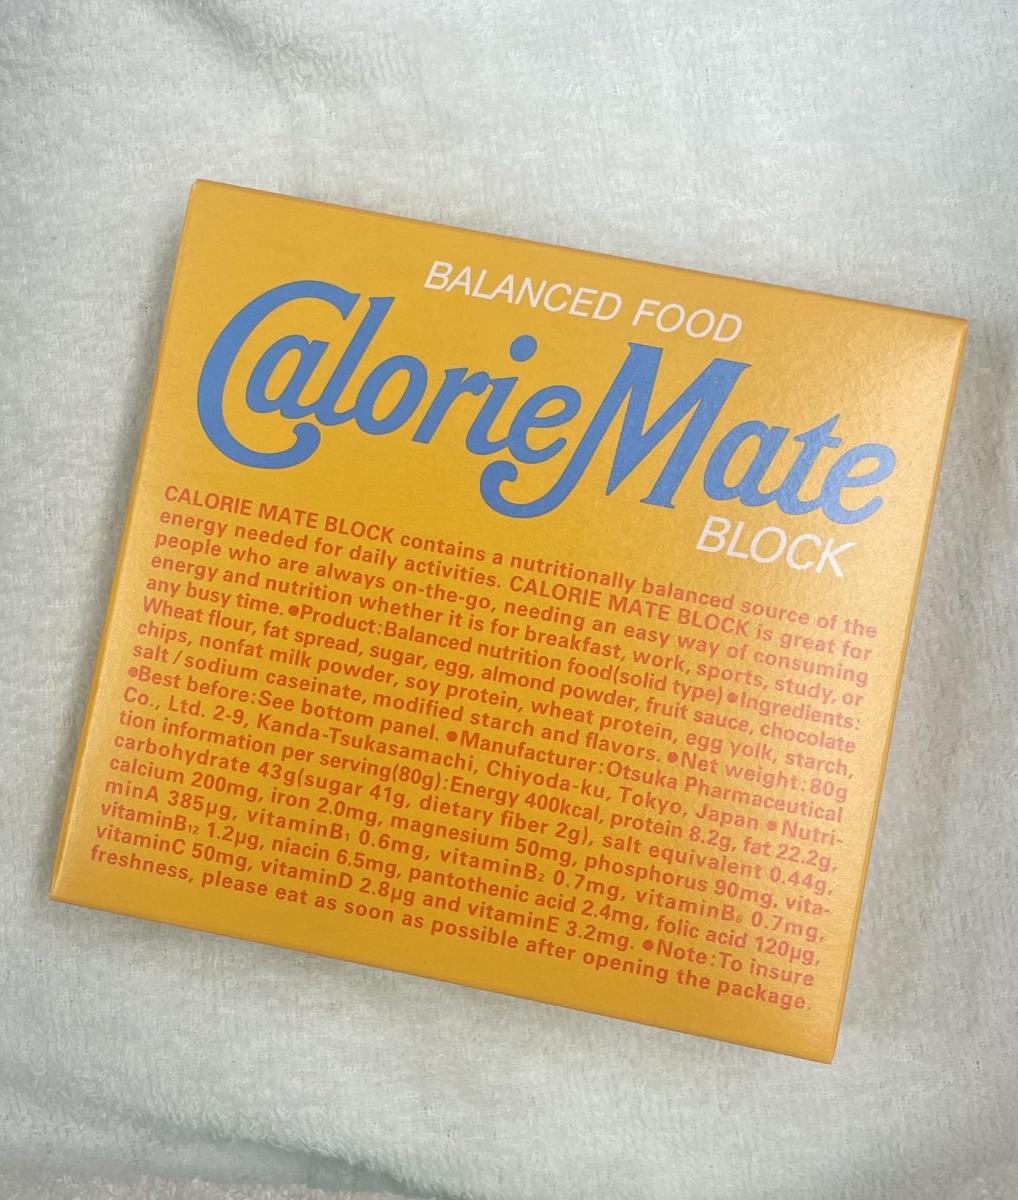 BALANCED FOOD
CalorieMate
BLOCK
CALORIE MATE BLOCK contains a nutritionally balanced source of the
energy needed for daily activities. CALORIE MATE BLOCK is great for
people who are always on-the-go, needing an easy way of consuming
energy and nutrition whether it is for breakfast, work, sports, study, or
any busy time. ●Product:Balanced nutrition food(solid type)●Ingredients:
Wheat flour, fat spread, sugar, egg, almond powder, fruit sauce, chocolate
chips, nonfat milk powder, soy protein, wheat protein, egg yolk, starch,
salt/sodium caseinate, modified starch and flavors. ●Net weight:80g
●Best before:See bottom panel. ●Manufacturer:Otsuka Pharmaceutical
Co., Ltd. 2-9, Kanda-Tsukasamachi, Chiyoda-ku, Tokyo, Japan ●Nutri-
tion information per serving(80g):Energy 400kcal, protein 8.2g, fat 22.2g,
carbohydrate 43g(sugar 41g, dietary fiber 2g), salt equivalent 0.44g,
calcium 200mg, iron 2.0mg, magnesium 50mg, phosphorus 90mg, vita-
minA 385μg, vitaminB₁ 0.6mg, vitaminB₂ 0.7mg, vitaminB₆ 0.7mg,
vitaminB₁₂ 1.2μg, niacin 6.5mg, pantothenic acid 2.4mg, folic acid 120μg,
vitaminC 50mg, vitaminD 2.8μg and vitaminE 3.2mg. ●Note:To insure
freshness, please eat as soon as possible after opening the package.